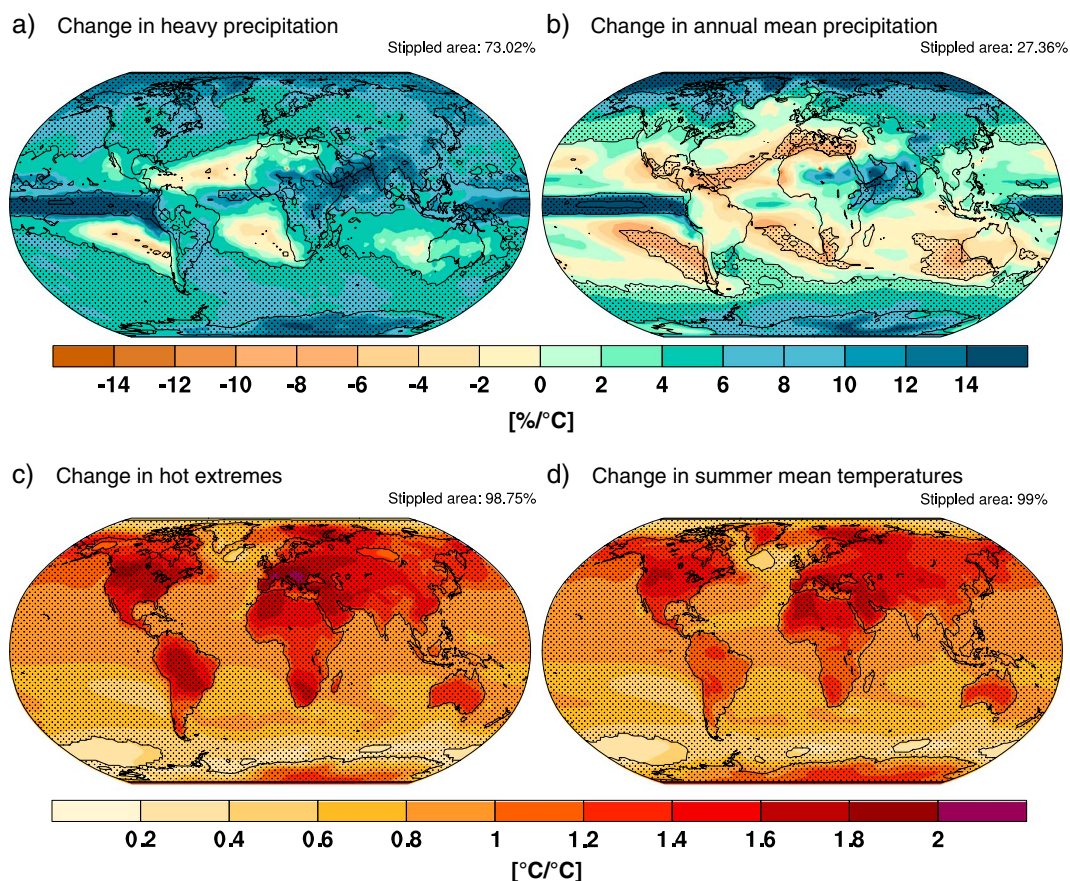 a) Change in heavy precipitation
Stippled area: 73.02%
b) Change in annual mean precipitation
Stippled area: 27.36%
-14 -12 -10 -8 -6 -4 -2 0 2 4 6 8 10 12 14
[%/°C]
c) Change in hot extremes
Stippled area: 98.75%
d) Change in summer mean temperatures
Stippled area: 99%
0.2 0.4 0.6 0.8 1 1.2 1.4 1.6 1.8 2
[°C/°C]